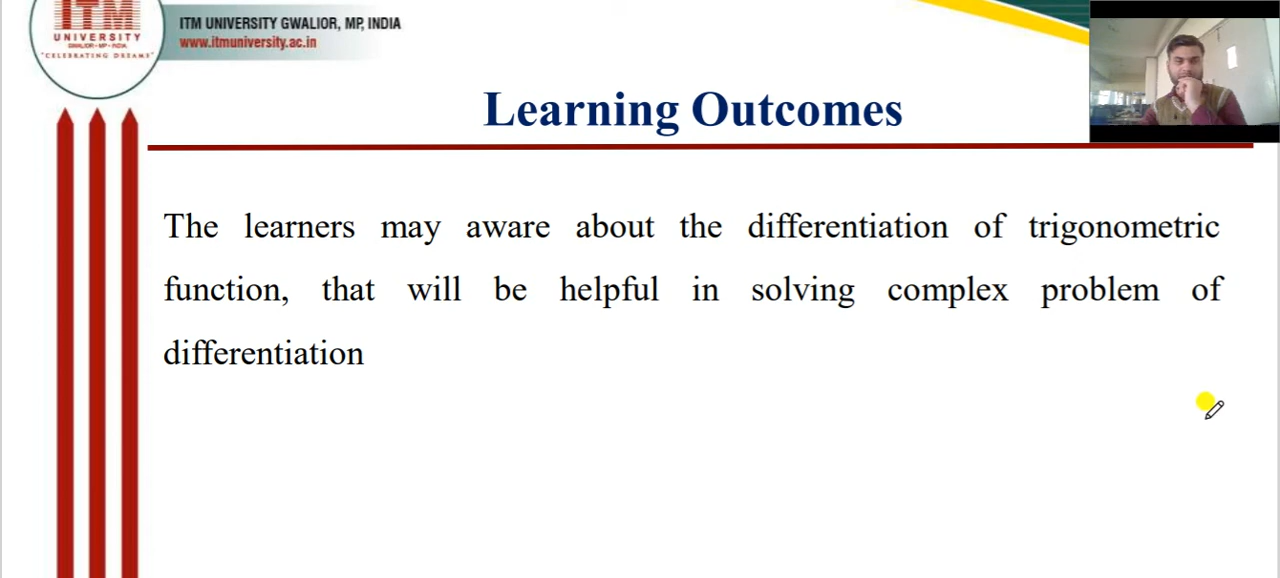 ITM
UNIVERSITY
GWALIOR • MP • INDIA
"CELEBRATING DREAMS"
ITM UNIVERSITY GWALIOR, MP, INDIA
www.itmuniversity.ac.in
Learning Outcomes
The learners may aware about the differentiation of trigonometric
function, that will be helpful in solving complex problem of
differentiation